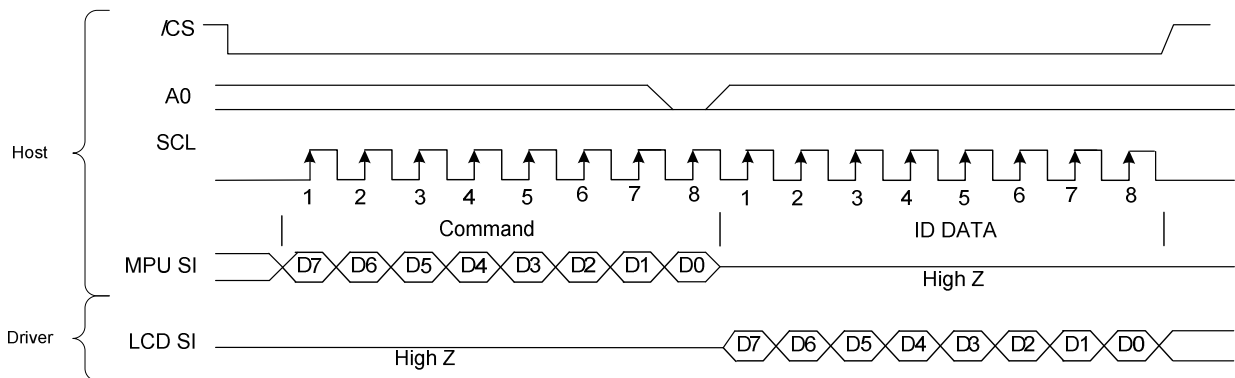 /CS
A0
SCL
Host
1 2 3 4 5 6 7 8 1 2 3 4 5 6 7 8
Command
ID DATA
MPU SI
D7 D6 D5 D4 D3 D2 D1 D0
High Z
Driver
LCD SI
High Z
D7 D6 D5 D4 D3 D2 D1 D0